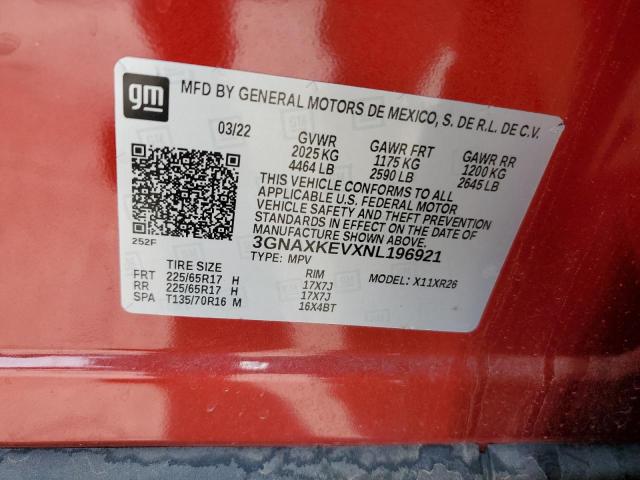 gm
MFD BY GENERAL MOTORS DE MEXICO, S. DE R.L. DE C.V.
03/22 GVWR GAWR FRT GAWR RR
2025 KG 1175 KG 1200 KG
4464 LB 2590 LB 2645 LB
THIS VEHICLE CONFORMS TO ALL
APPLICABLE U.S. FEDERAL MOTOR
VEHICLE SAFETY AND THEFT PREVENTION
STANDARDS IN EFFECT ON THE DATE OF
MANUFACTURE SHOWN ABOVE.
252F 3GNAXKEVXNL196921
TYPE: MPV MODEL: X11XR26
TIRE SIZE RIM
FRT 225/65R17 H 17X7J
RR 225/65R17 H 17X7J
SPA T135/70R16 M 16X4BT